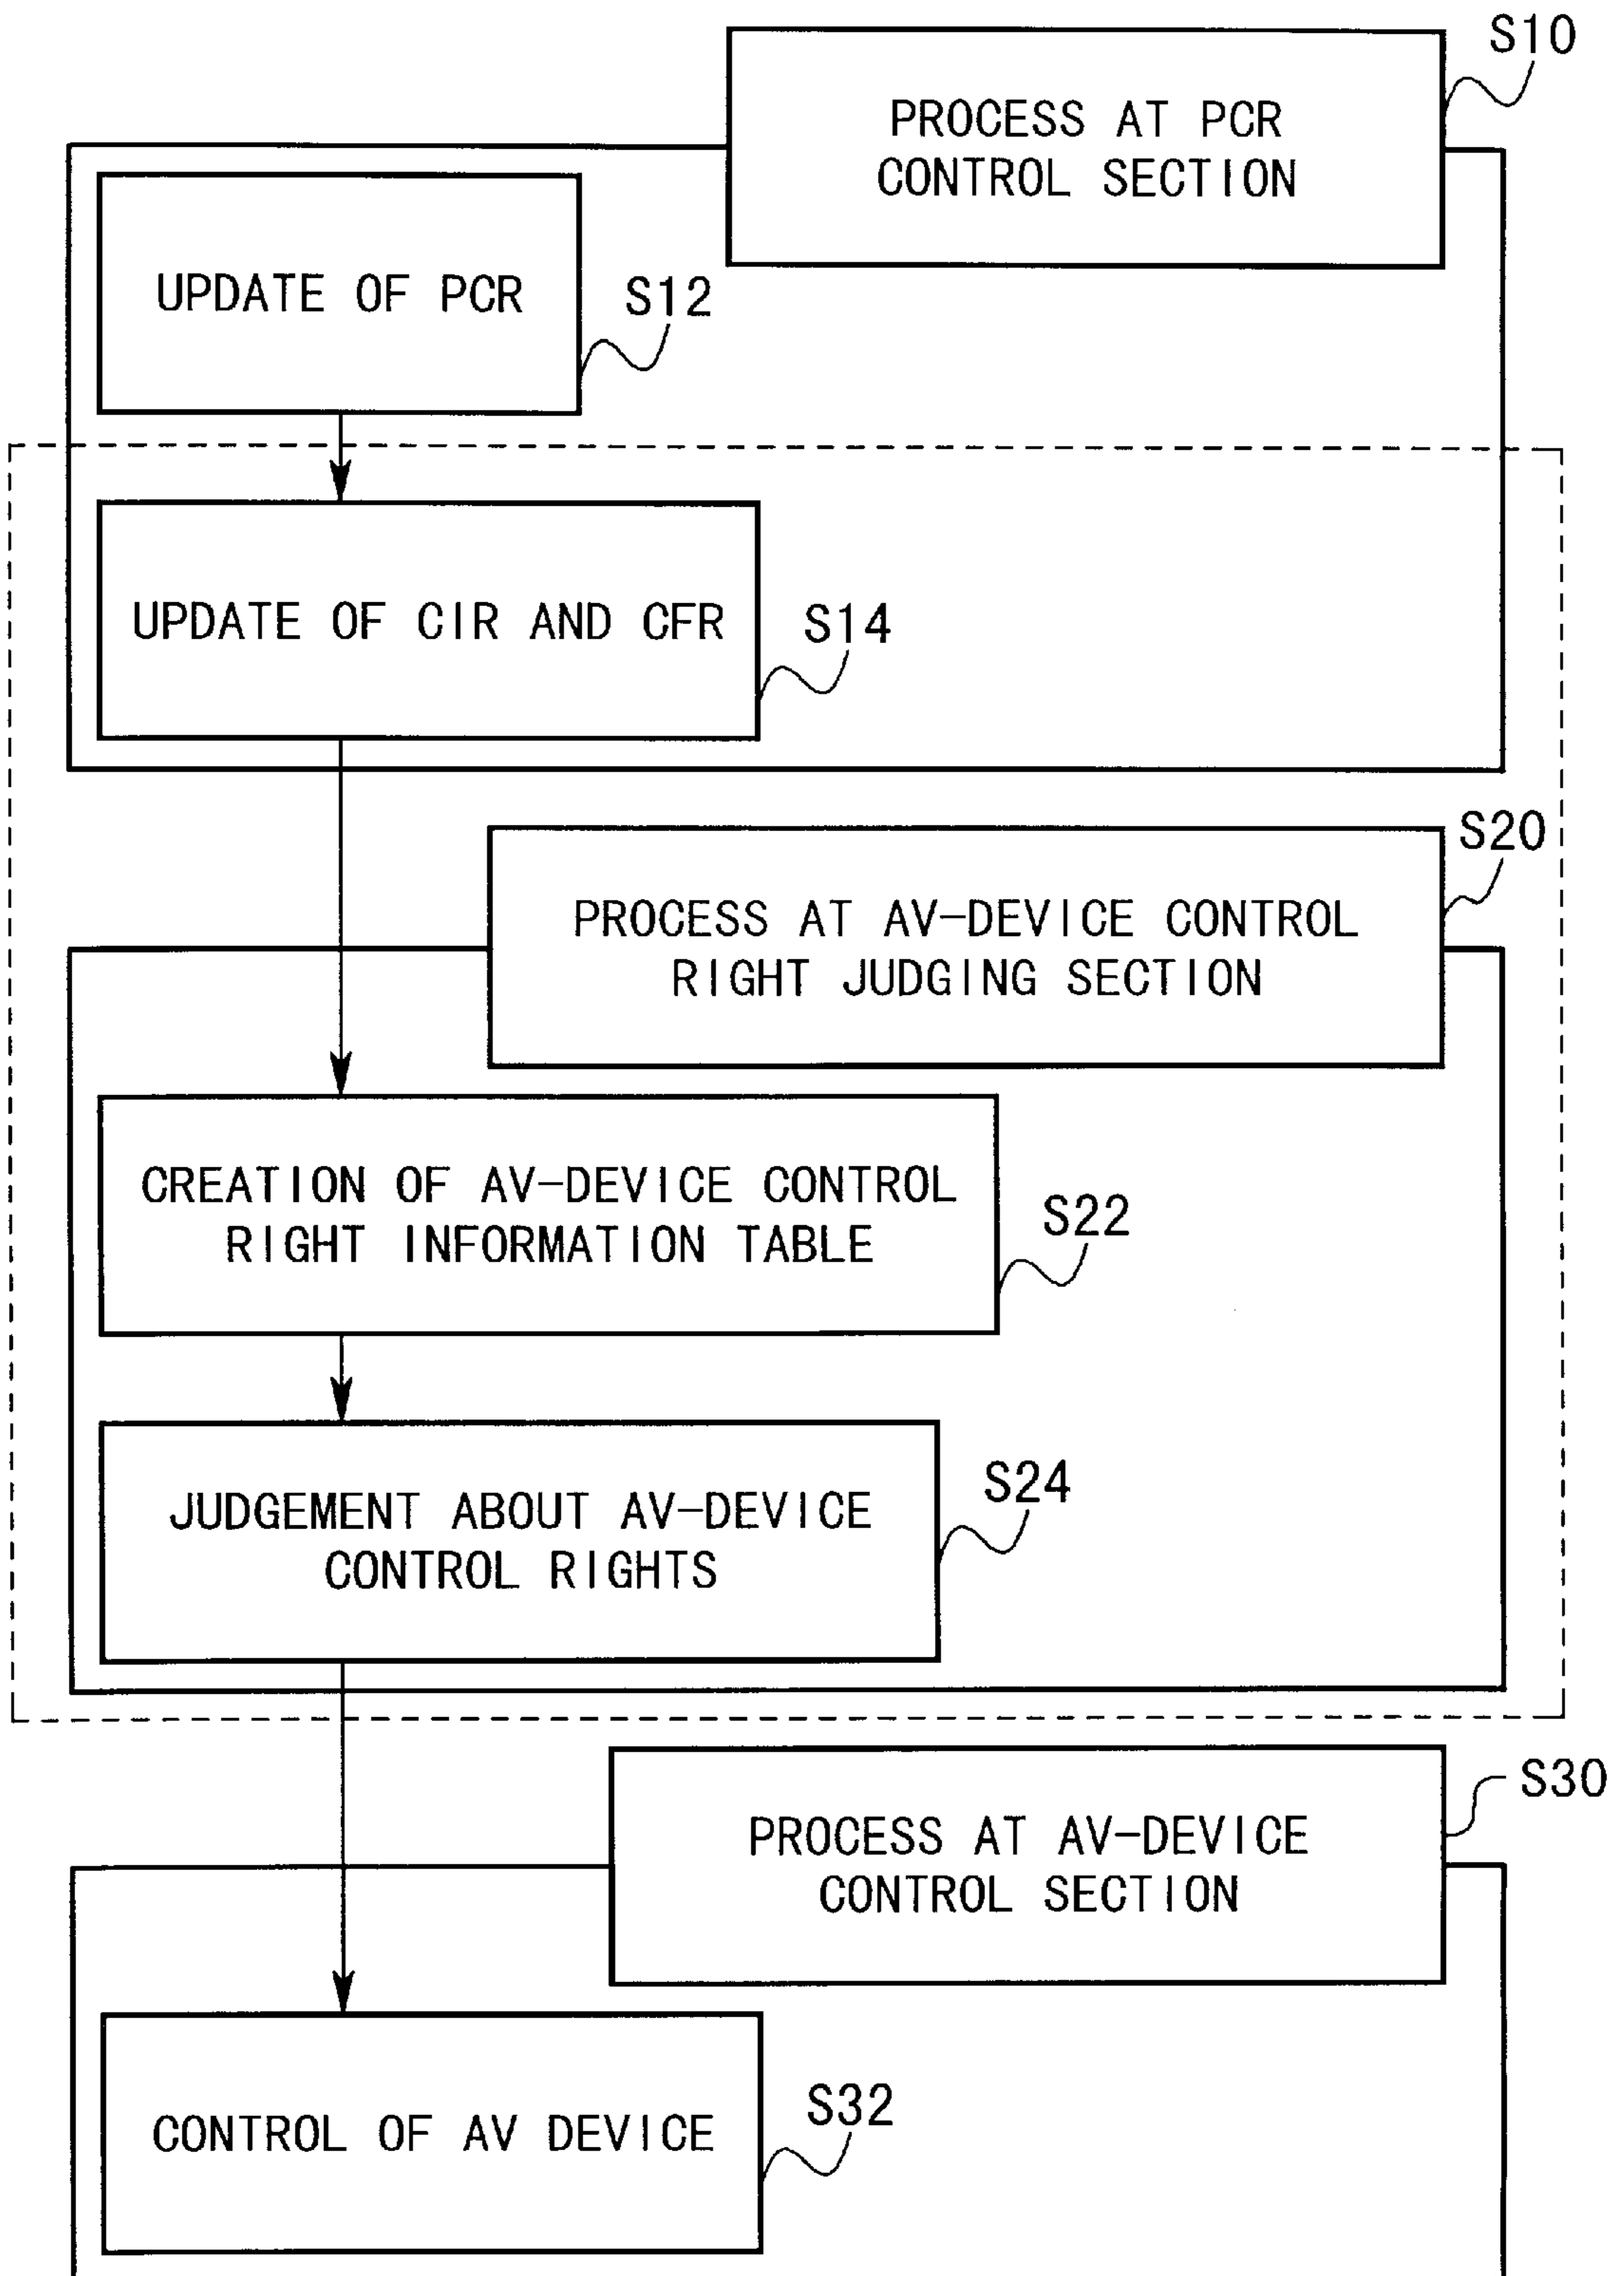 S10
PROCESS AT PCR
CONTROL SECTION
UPDATE OF PCR
S12
UPDATE OF CIR AND CFR
S14
S20
PROCESS AT AV-DEVICE CONTROL
RIGHT JUDGING SECTION
CREATION OF AV-DEVICE CONTROL
RIGHT INFORMATION TABLE
S22
JUDGEMENT ABOUT AV-DEVICE
CONTROL RIGHTS
S24
S30
PROCESS AT AV-DEVICE
CONTROL SECTION
CONTROL OF AV DEVICE
S32